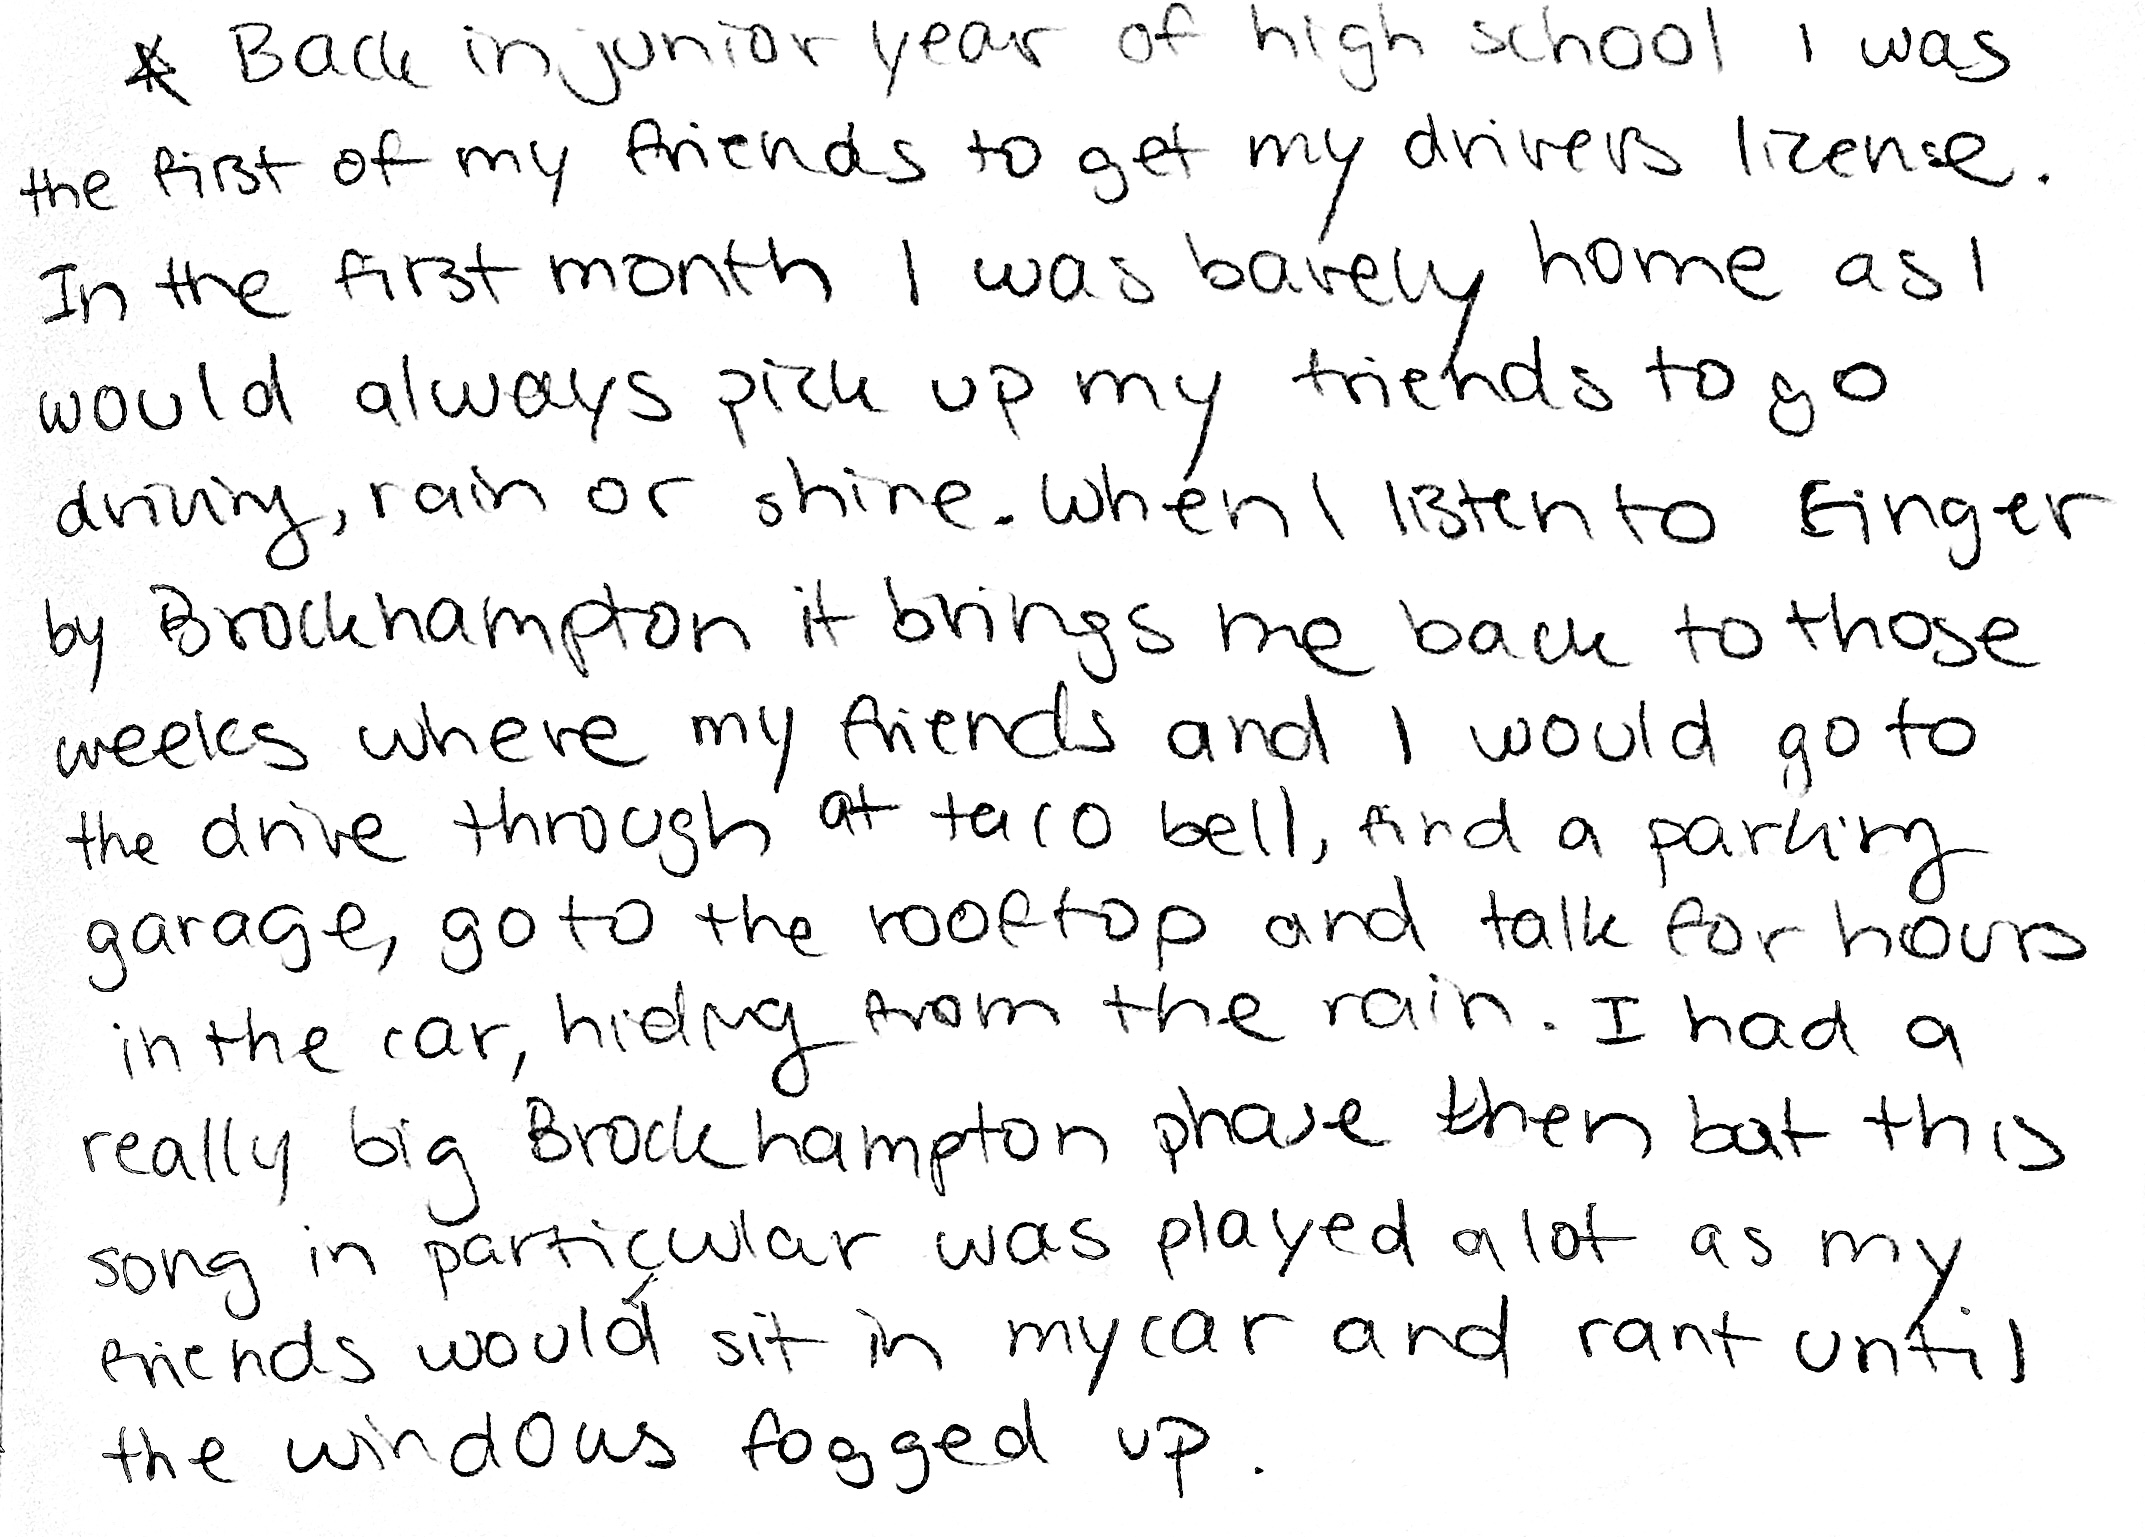 * Back in junior year of high school I was
the first of my friends to get my drivers license.
In the first month I was barely home as I
would always pick up my friends to go
driving, rain or shine. When I listen to Finger
by Brockhampton it brings me back to those
weeks where my friends and I would go to
the drive through at taco bell, find a parking
garage, go to the rooftop and talk for hours
in the car, hiding from the rain. I had a
really big Brockhampton phase then but this
song in particular was played alot as my
friends would sit in my car and rant until
the windows fogged up.